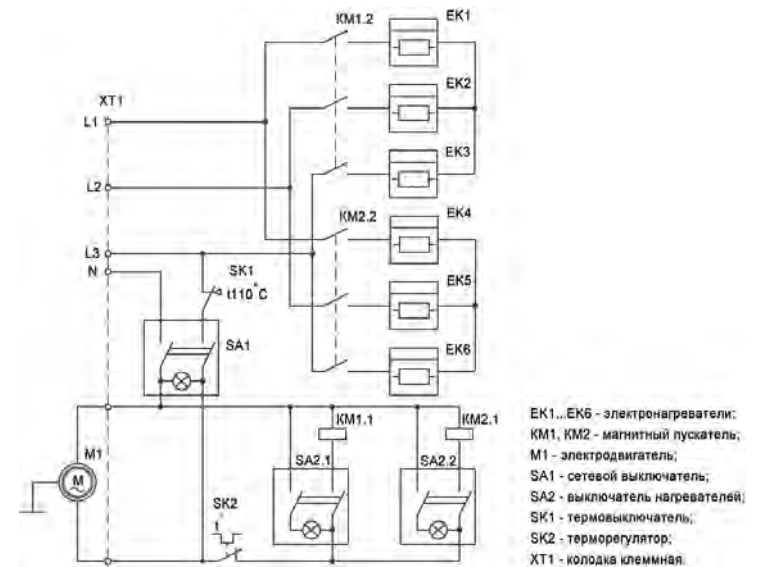 KM1.2
EK1
EK2
XT1
L1
EK3
L2
KM2.2
EK4
L3
N
SK1
t110°C
EK5
SA1
EK6
KM1.1
KM2.1
M1
M
SA2.1
SA2.2
SK2
t°
EK1...EK6 - электронагреватели;
KM1, KM2 - магнитный пускатель;
M1 - электродвигатель;
SA1 - сетевой выключатель;
SA2 - выключатель нагревателей;
SK1 - термовыключатель;
SK2 - терморегулятор;
XT1 - колодка клеммная.